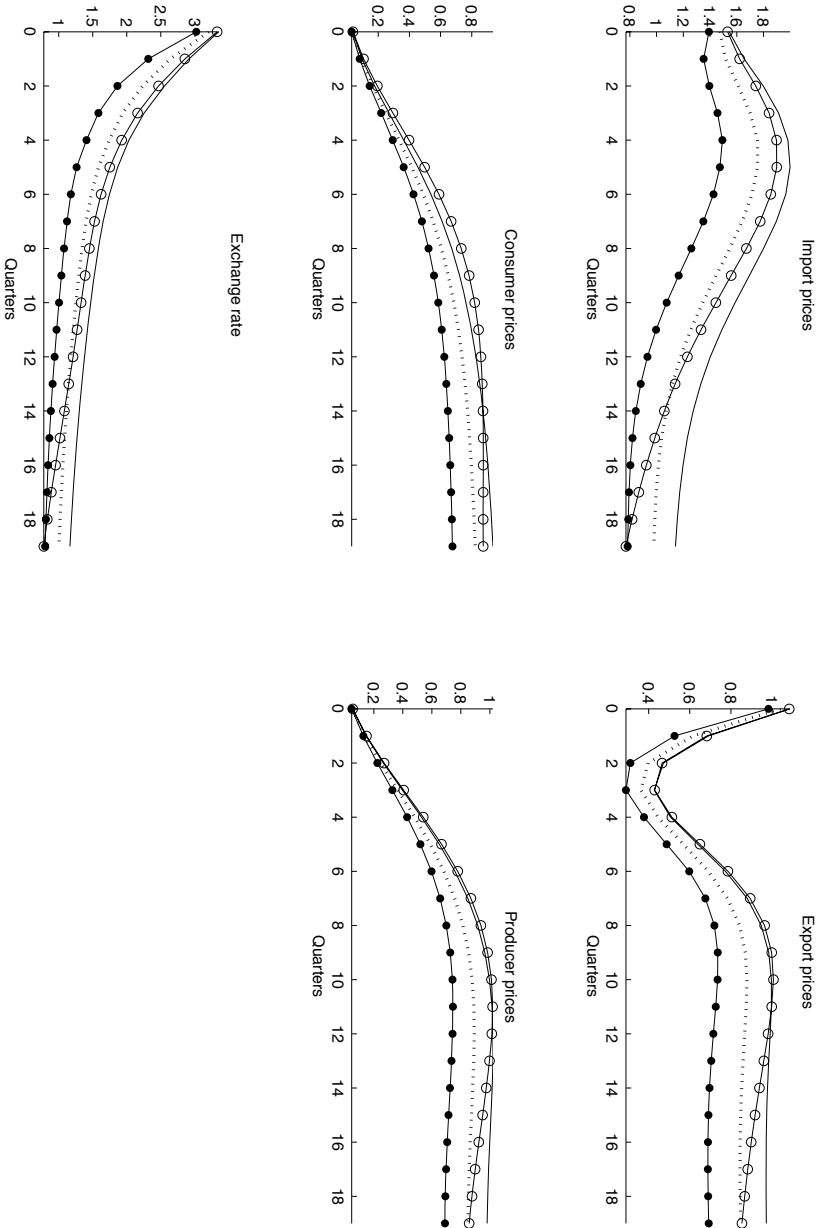 Import prices
1.8
1.6
1.4
1.2
1
0.8
0 2 4 6 8 10 12 14 16 18
Quarters
Export prices
1
0.8
0.6
0.4
0 2 4 6 8 10 12 14 16 18
Quarters
Consumer prices
0.8
0.6
0.4
0.2
0 2 4 6 8 10 12 14 16 18
Quarters
Producer prices
1
0.8
0.6
0.4
0.2
0 2 4 6 8 10 12 14 16 18
Quarters
Exchange rate
3
2.5
2
1.5
1
0 2 4 6 8 10 12 14 16 18
Quarters